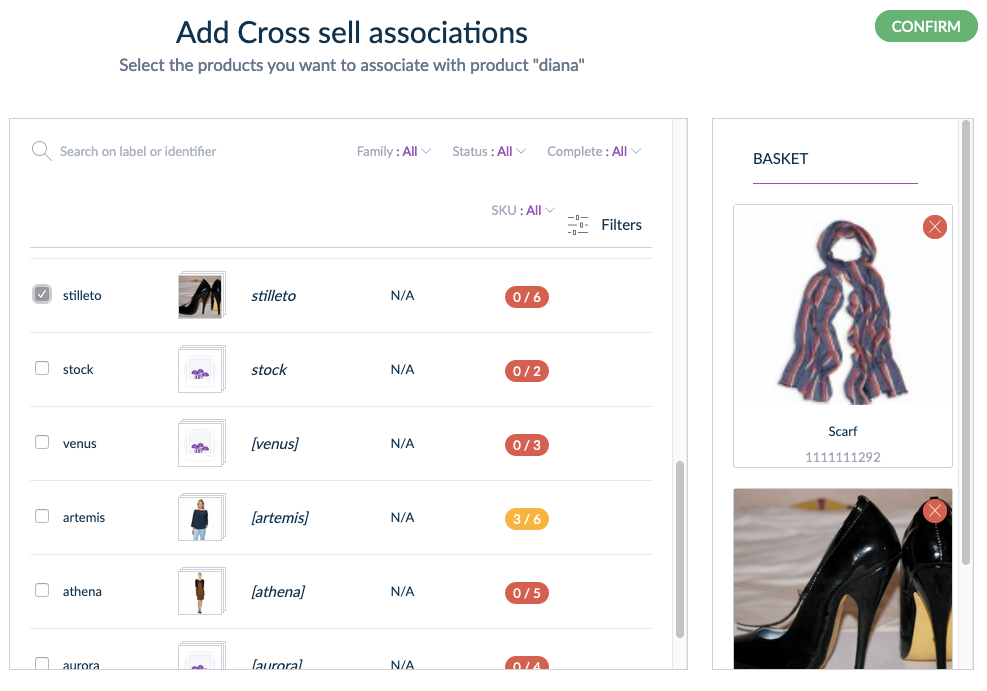 Add Cross sell associations
CONFIRM
Select the products you want to associate with product "diana"
Search on label or identifier
Family : All
Status : All
Complete : All
SKU : All
Filters
stilleto stilleto N/A 0 / 6
stock stock N/A 0 / 2
venus [venus] N/A 0 / 3
artemis [artemis] N/A 3 / 6
athena [athena] N/A 0 / 5
aurora [aurora] N/A 0 / 4
BASKET
Scarf
1111111292